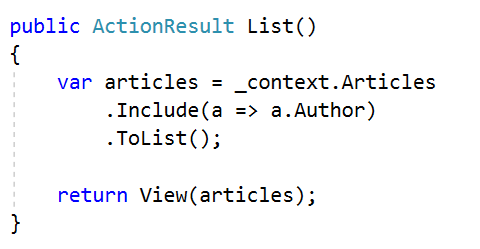 public ActionResult List()
{
    var articles = _context.Articles
        .Include(a => a.Author)
        .ToList();

    return View(articles);
}